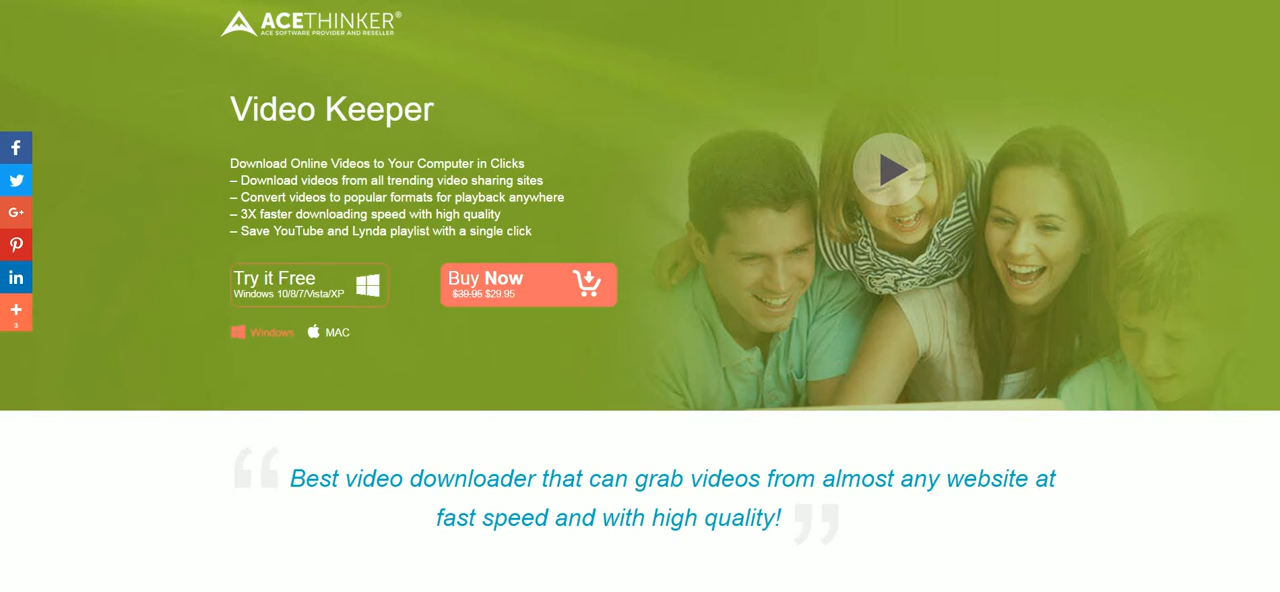 ACETHINKER®
ACE SOFTWARE PROVIDER AND RESELLER
Video Keeper
Download Online Videos to Your Computer in Clicks
– Download videos from all trending video sharing sites
– Convert videos to popular formats for playback anywhere
– 3X faster downloading speed with high quality
– Save YouTube and Lynda playlist with a single click
Try it Free
Windows 10/8/7/Vista/XP
Buy Now
$39.95 $29.95
Windows MAC
f
G+
in
+
3
“ Best video downloader that can grab videos from almost any website at
fast speed and with high quality! ”